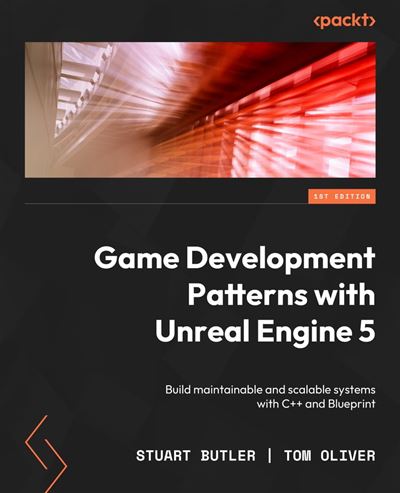 <packt>
1ST EDITION
Game Development
Patterns with
Unreal Engine 5
Build maintainable and scalable systems
with C++ and Blueprint
STUART BUTLER | TOM OLIVER